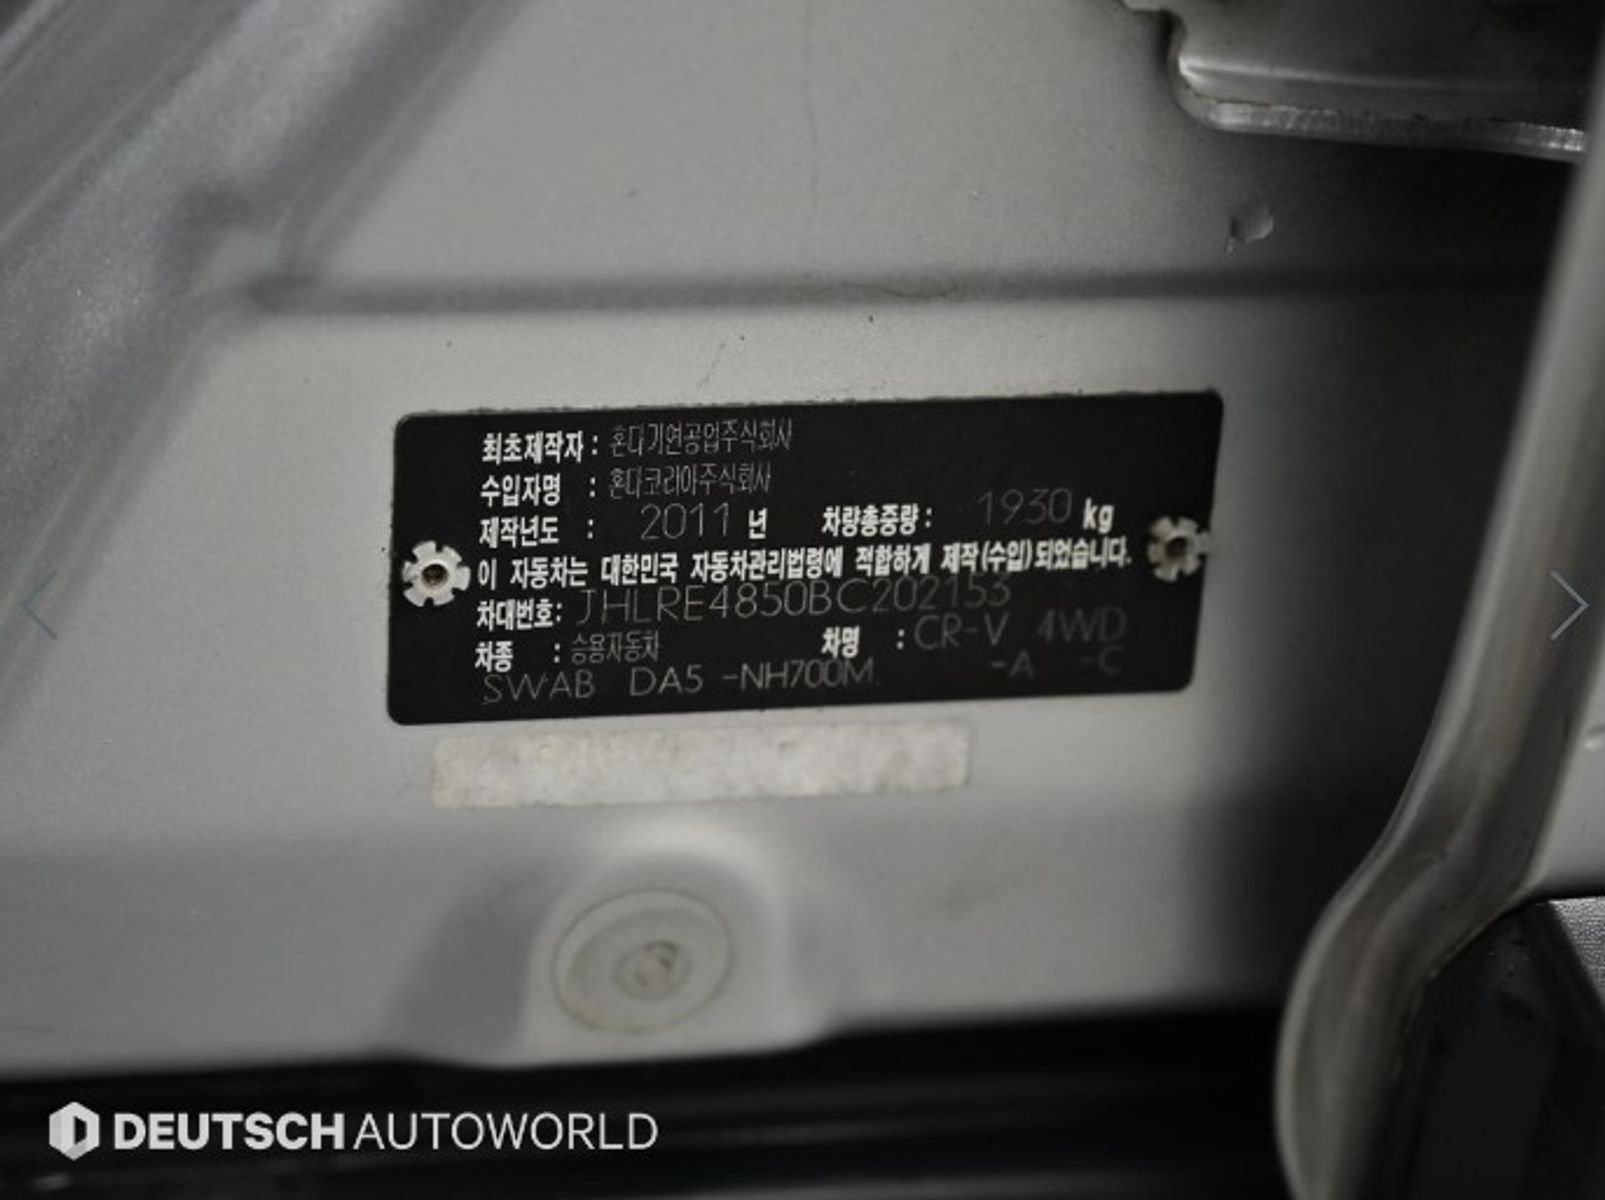 최초제작자 : 혼다기연공업주식회사
수입자명 : 혼다코리아주식회사
제작년도 : 2011 년 차량총중량 : 1930 kg
이 자동차는 대한민국 자동차관리법령에 적합하게 제작(수입)되었습니다.
차대번호: JHLRE4850BC202153
차종 : 승용자동차 차명 : CR-V 4WD
SWAB DA5 -NH700M -A -C
DEUTSCH AUTOWORLD